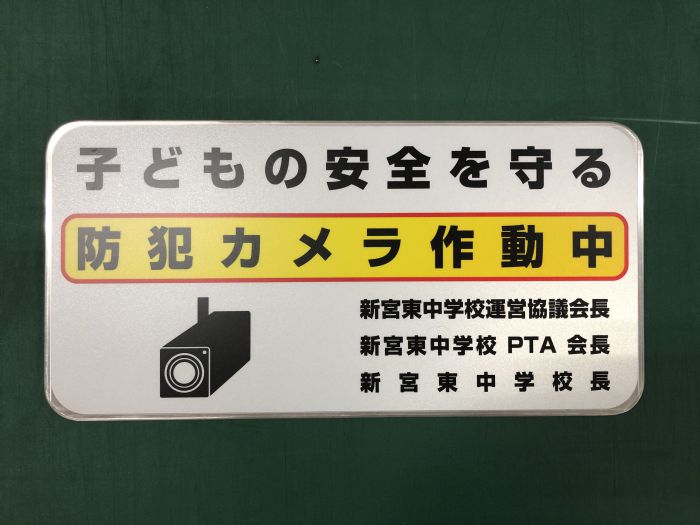 子どもの安全を守る
防犯カメラ作動中
新宮東中学校運営協議会長
新宮東中学校 PTA 会長
新宮東中学校長